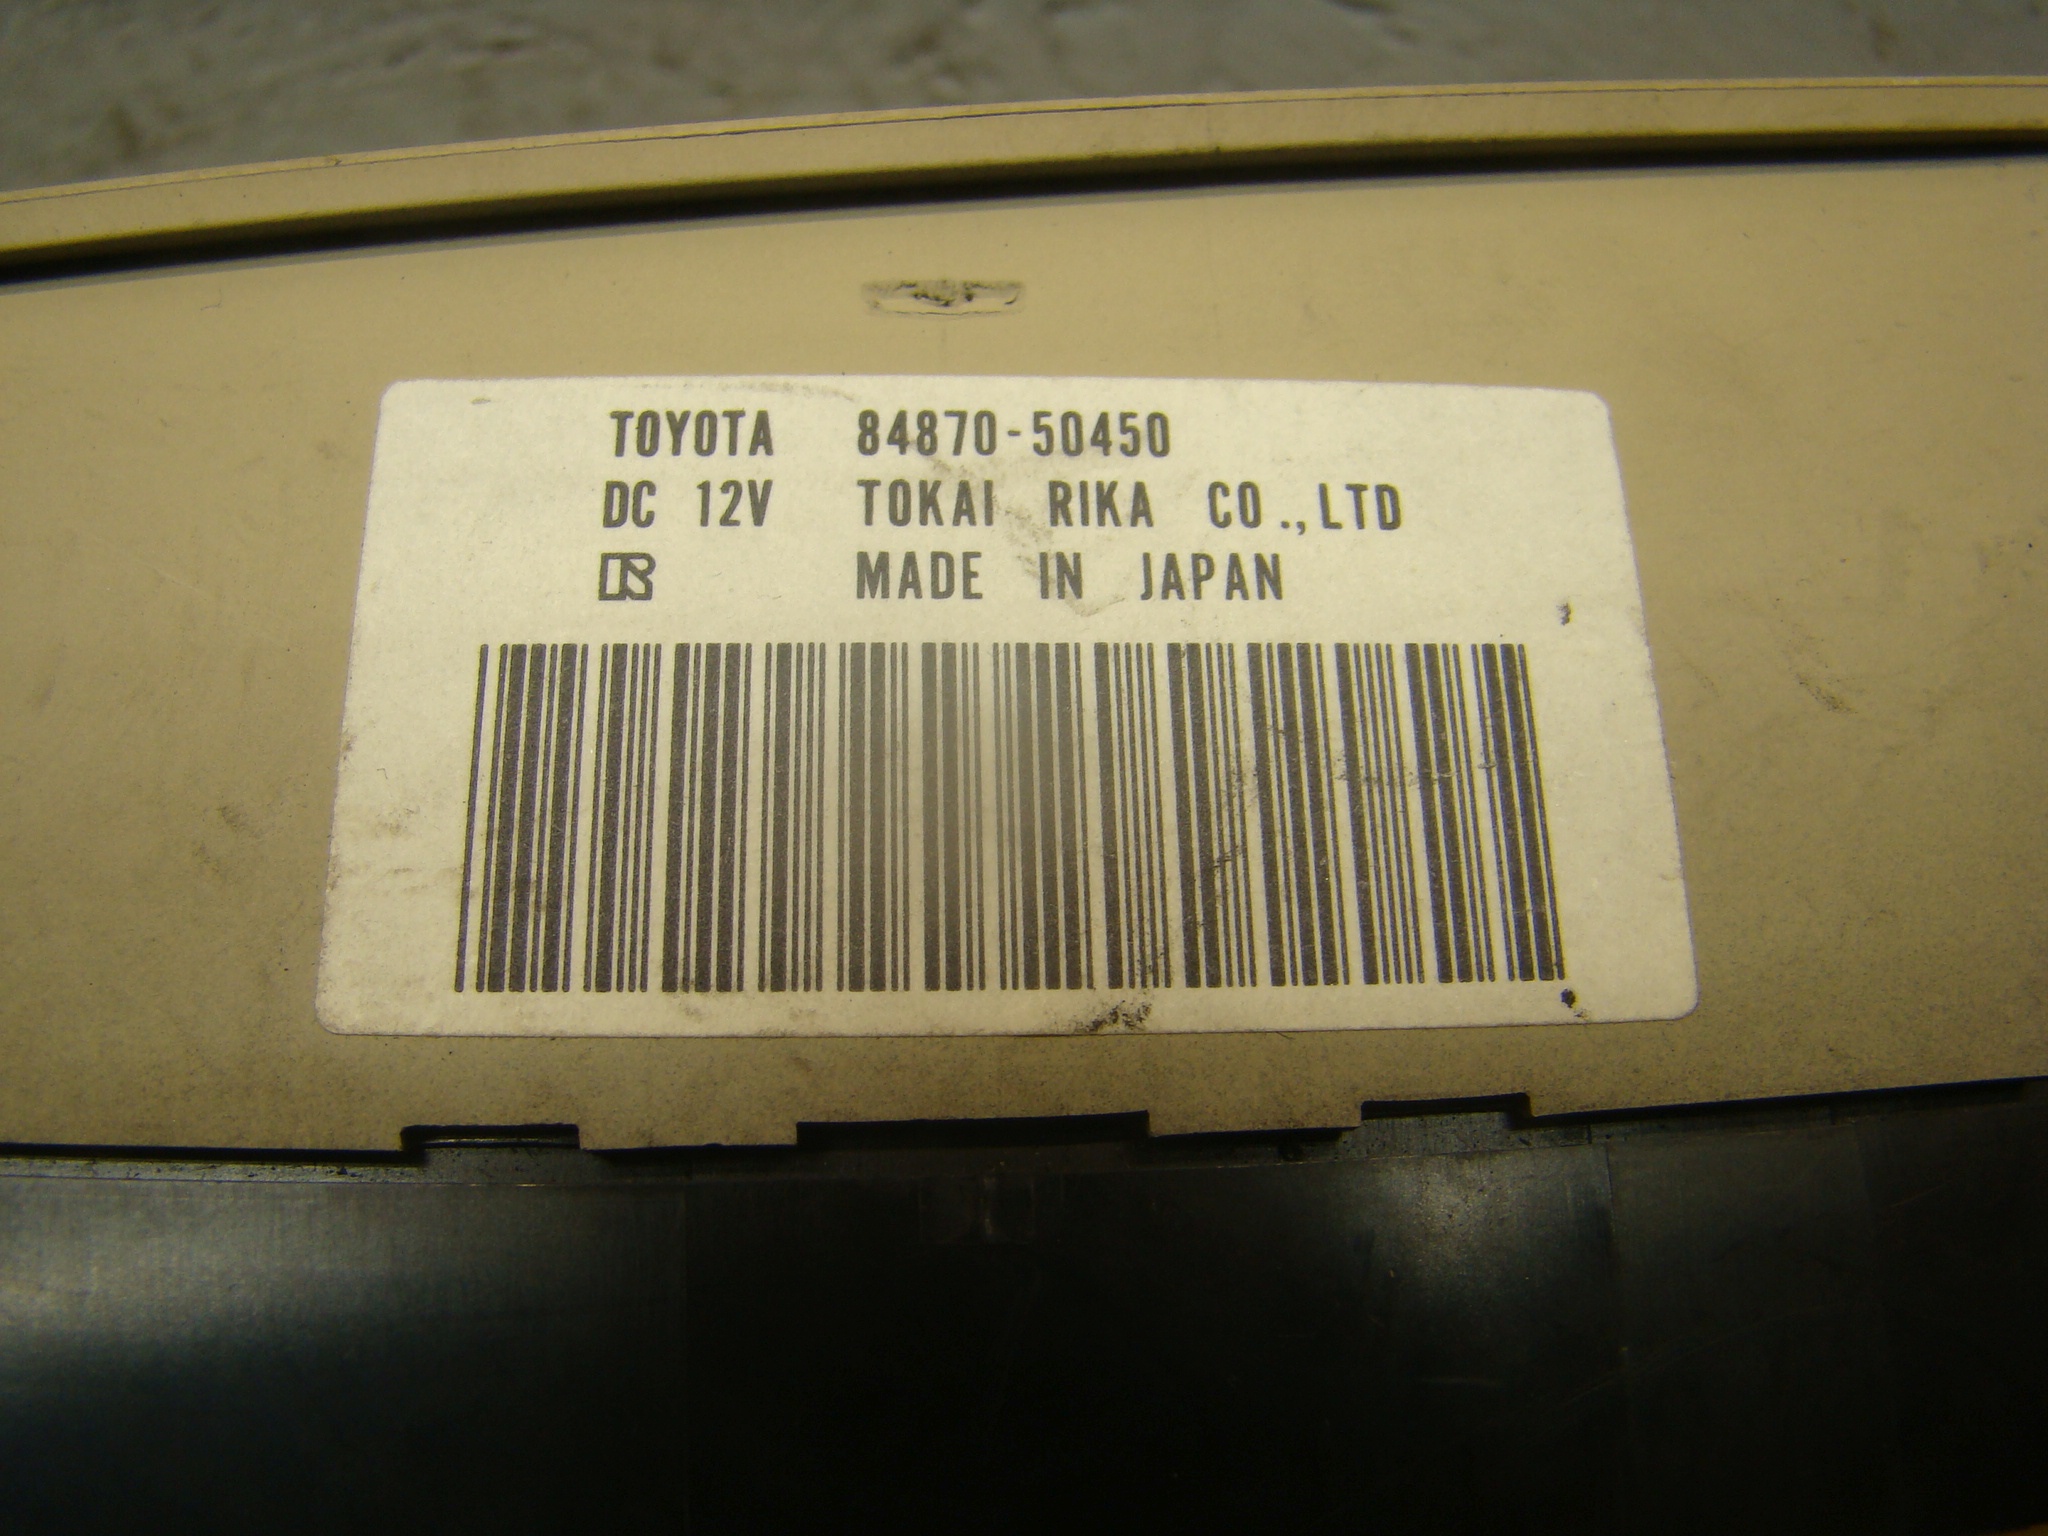 TOYOTA 84870-50450
DC 12V TOKAI RIKA CO.,LTD
MADE IN JAPAN